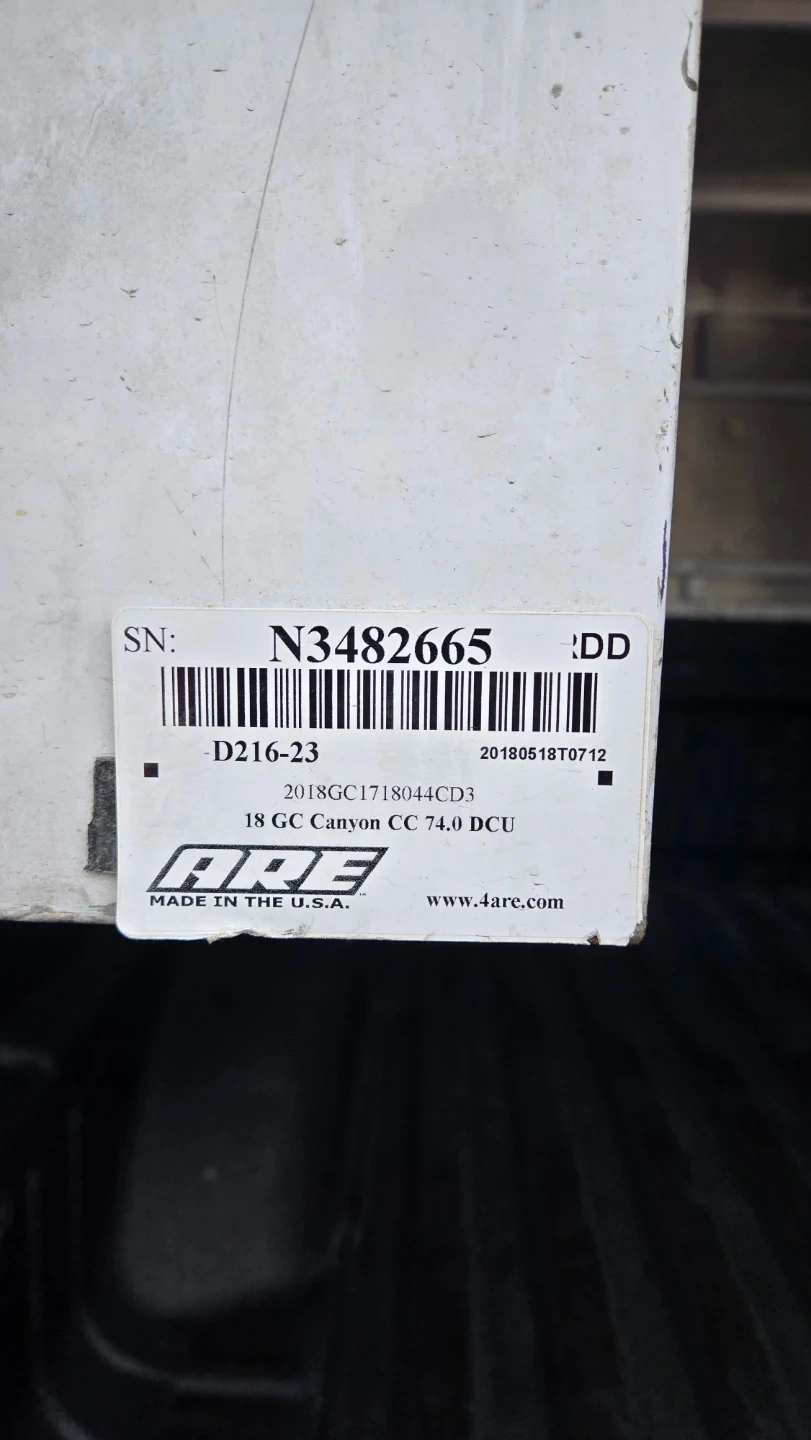 SN: N3482665 DD
-D216-23 20180518T0712
2018GC1718044CD3
18 GC Canyon CC 74.0 DCU
ARE
MADE IN THE U.S.A. www.4are.com